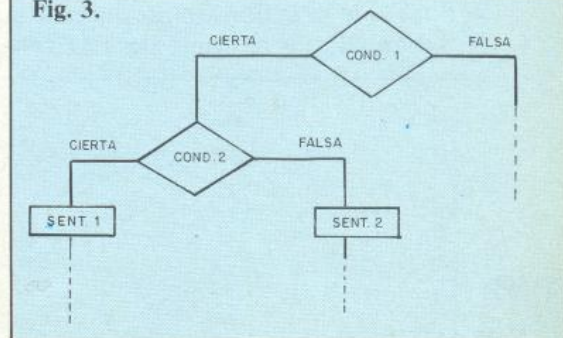 Fig. 3.
CIERTA
COND. 1
FALSA
CIERTA
COND. 2
FALSA
SENT. 1
SENT. 2